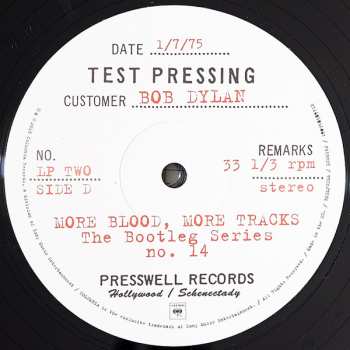 DATE 1/7/75
TEST PRESSING
CUSTOMER BOB DYLAN
NO. REMARKS
LP TWO 33 1/3 rpm
SIDE D stereo
MORE BLOOD, MORE TRACKS
The Bootleg Series
no. 14
PRESSWELL RECORDS
Hollywood / Schenectady